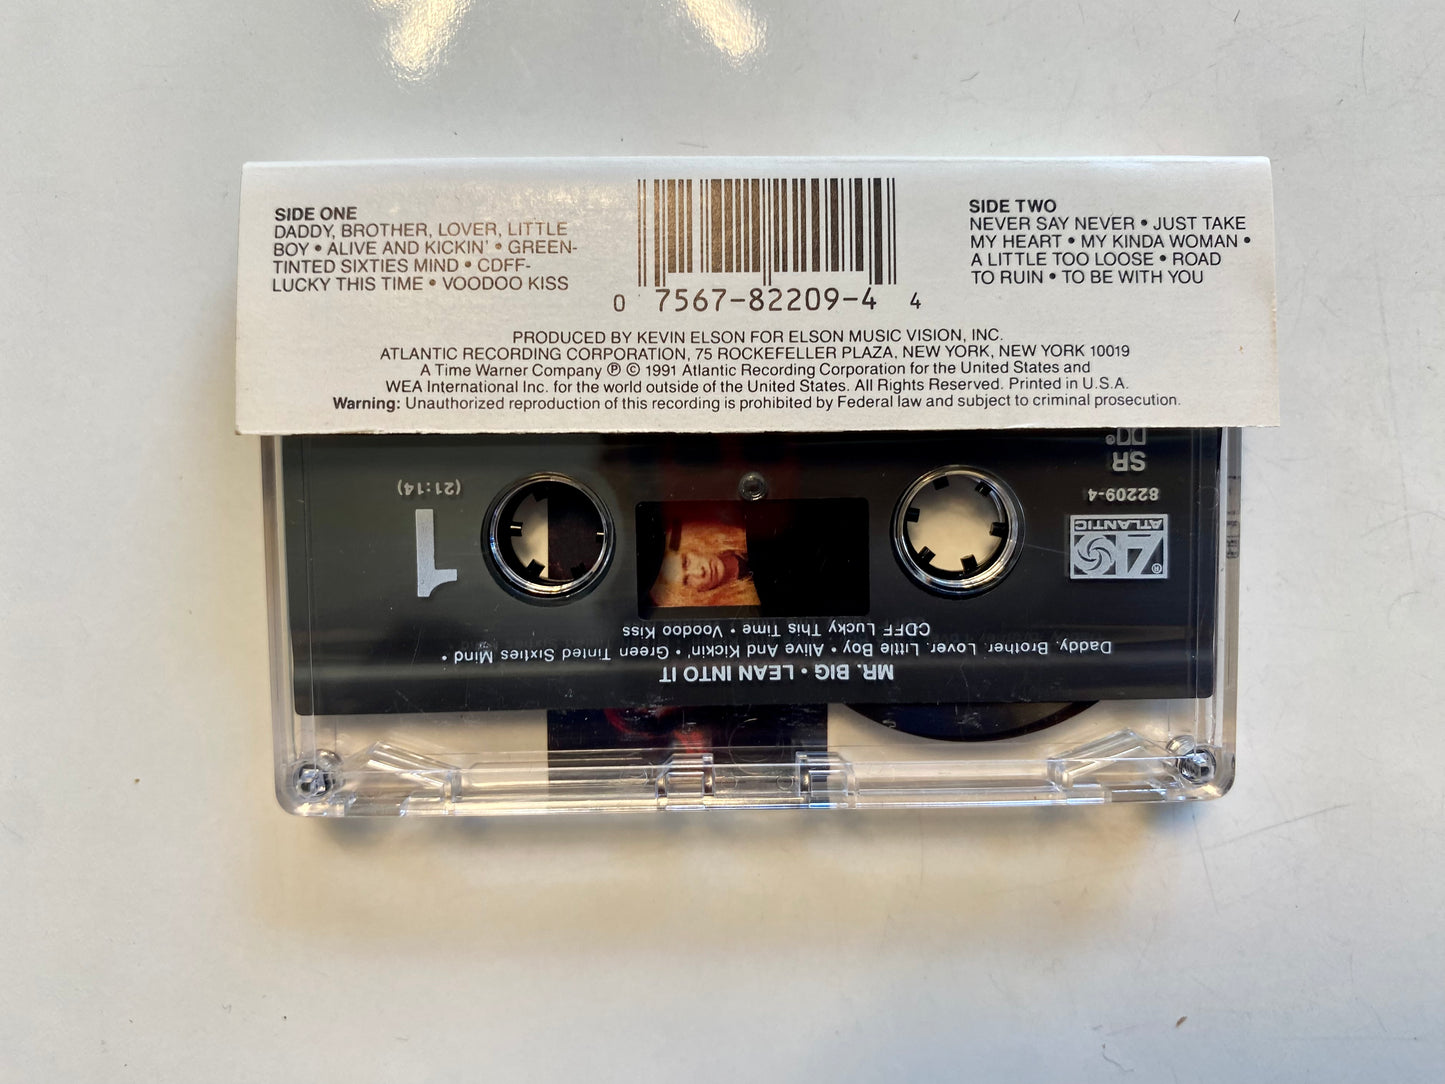 SIDE ONE
DADDY, BROTHER, LOVER, LITTLE
BOY • ALIVE AND KICKIN' • GREEN-
TINTED SIXTIES MIND • CDFF-
LUCKY THIS TIME • VOODOO KISS
0 7567-82209-4 4
SIDE TWO
NEVER SAY NEVER • JUST TAKE
MY HEART • MY KINDA WOMAN •
A LITTLE TOO LOOSE • ROAD
TO RUIN • TO BE WITH YOU
PRODUCED BY KEVIN ELSON FOR ELSON MUSIC VISION, INC.
ATLANTIC RECORDING CORPORATION, 75 ROCKEFELLER PLAZA, NEW YORK, NEW YORK 10019
A Time Warner Company ℗ © 1991 Atlantic Recording Corporation for the United States and
WEA International Inc. for the world outside of the United States. All Rights Reserved. Printed in U.S.A.
Warning: Unauthorized reproduction of this recording is prohibited by Federal law and subject to criminal prosecution.
MR. BIG • LEAN INTO IT
Daddy, Brother, Lover, Little Boy • Alive And Kickin' • Green Tinted Sixties Mind •
CDFF Lucky This Time • Voodoo Kiss
ATLANTIC
®
82209-4
SR
1
(21:14)